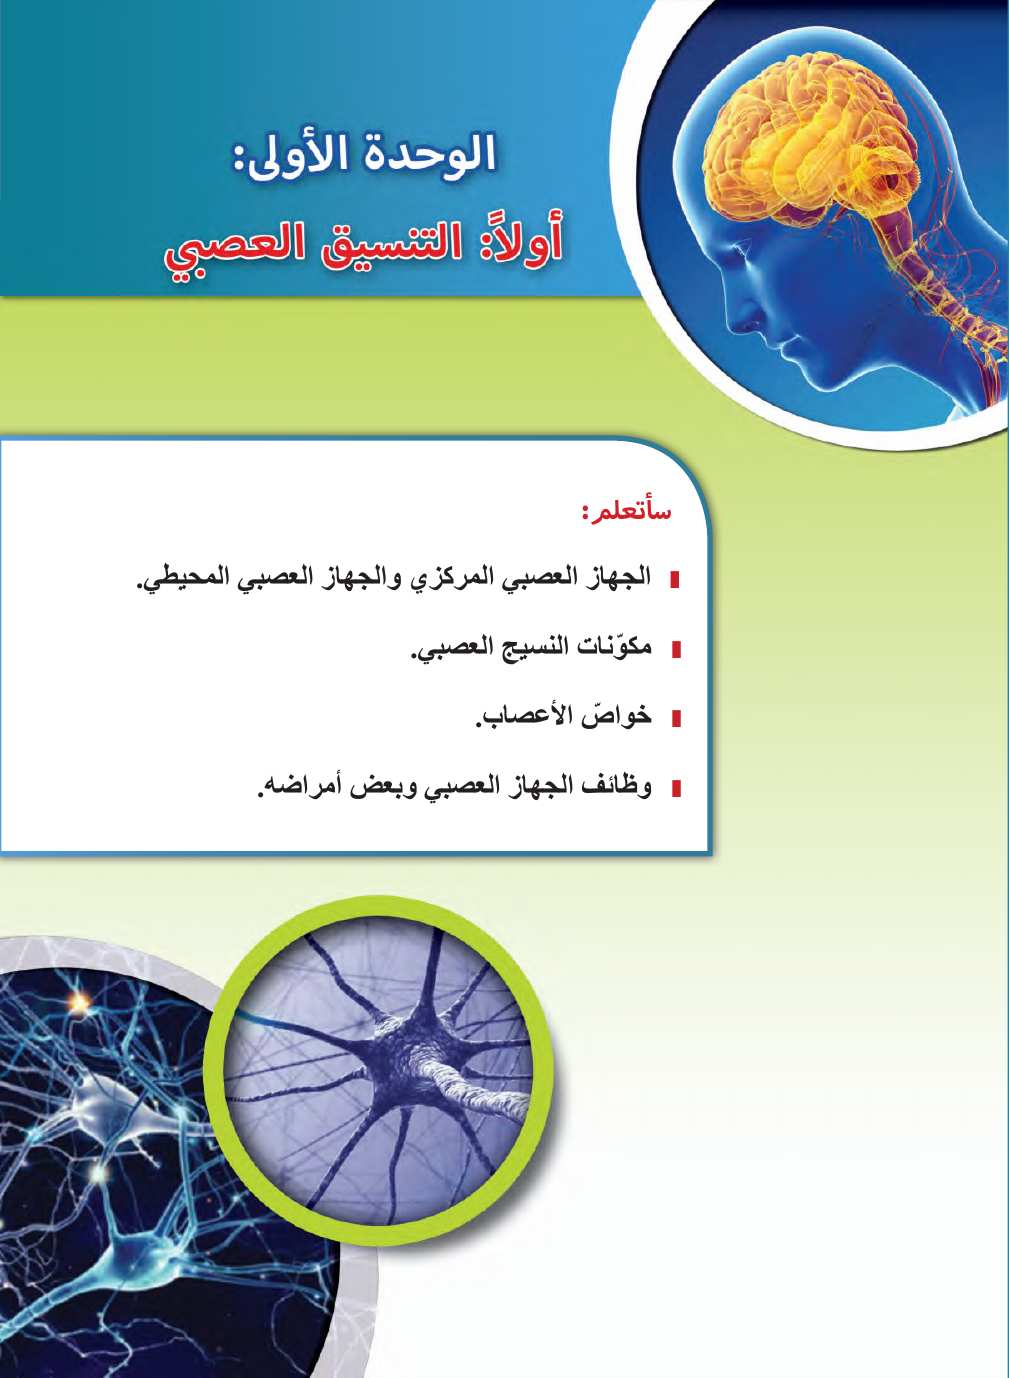 الوحدة الأولى:
أولاً: التنسيق العصبي
سأتعلم:
الجهاز العصبي المركزي والجهاز العصبي المحيطي.
مكوّنات النسيج العصبي.
خواصّ الأعصاب.
وظائف الجهاز العصبي وبعض أمراضه.